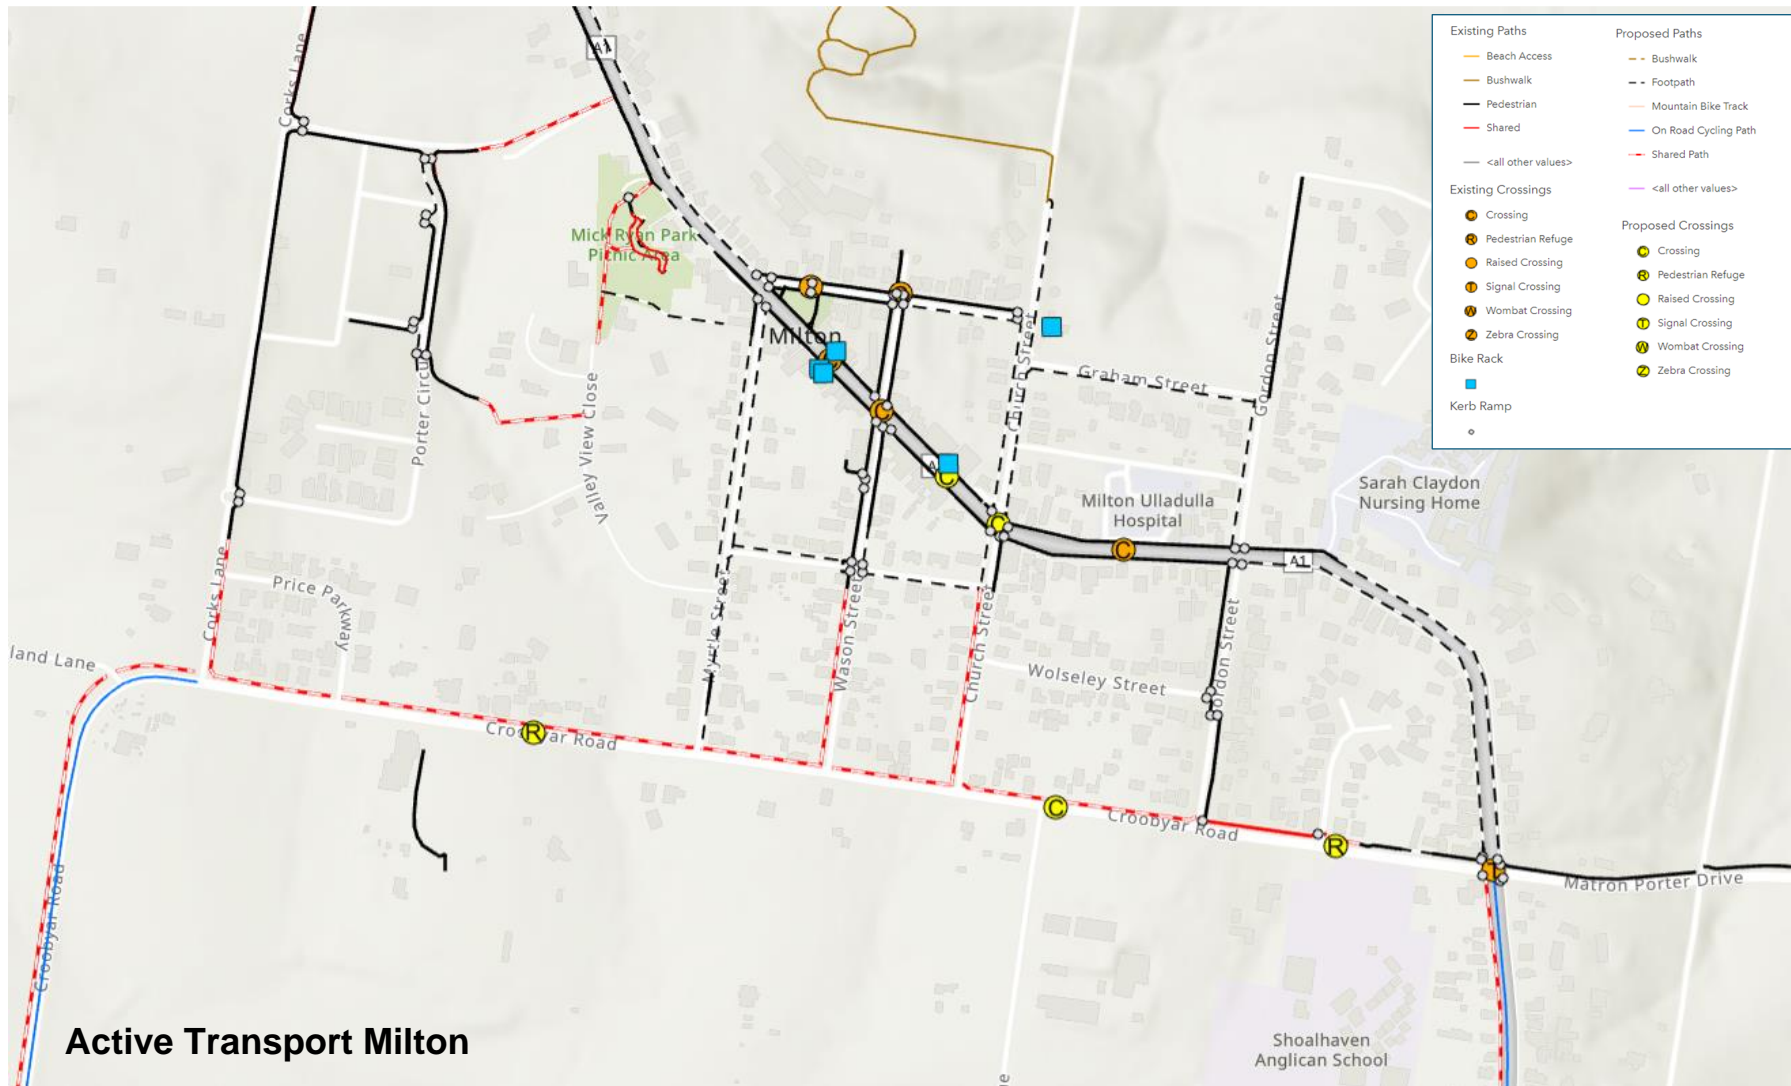 Existing Paths
Beach Access
Bushwalk
Pedestrian
Shared
<all other values>
Existing Crossings
C Crossing
R Pedestrian Refuge
Raised Crossing
T Signal Crossing
W Wombat Crossing
Z Zebra Crossing
Bike Rack
Kerb Ramp
Proposed Paths
Bushwalk
Footpath
Mountain Bike Track
On Road Cycling Path
Shared Path
<all other values>
Proposed Crossings
C Crossing
R Pedestrian Refuge
Raised Crossing
T Signal Crossing
W Wombat Crossing
Z Zebra Crossing
A1
Corks Lane
Mick Ryan Park
Picnic Area
Milton
Church Street
Gordon Street
Graham Street
Porter Circu
Valley View Close
C
C
A
C
Milton Ulladulla
Hospital
Sarah Claydon
Nursing Home
C
A1
Corks Lane
Price Parkway
Myrtle Street
Wason Street
Church Street
Gordon Street
Wolseley Street
land Lane
R
Croobyar Road
C
Croobyar Road
R
T
Matron Porter Drive
Croobyar Road
Shoalhaven
Anglican School
Active Transport Milton